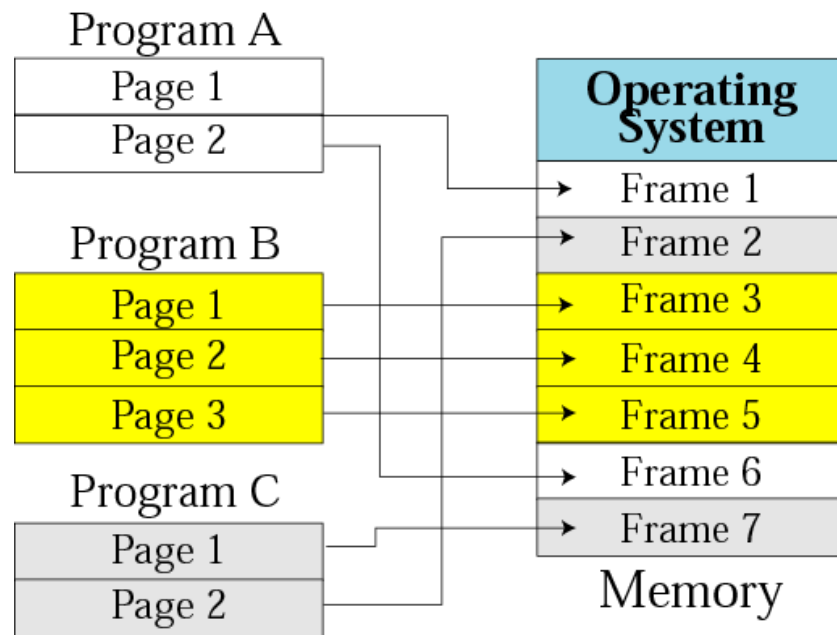 Program A
Page 1
Page 2
Program B
Page 1
Page 2
Page 3
Program C
Page 1
Page 2
Operating
System
Frame 1
Frame 2
Frame 3
Frame 4
Frame 5
Frame 6
Frame 7
Memory